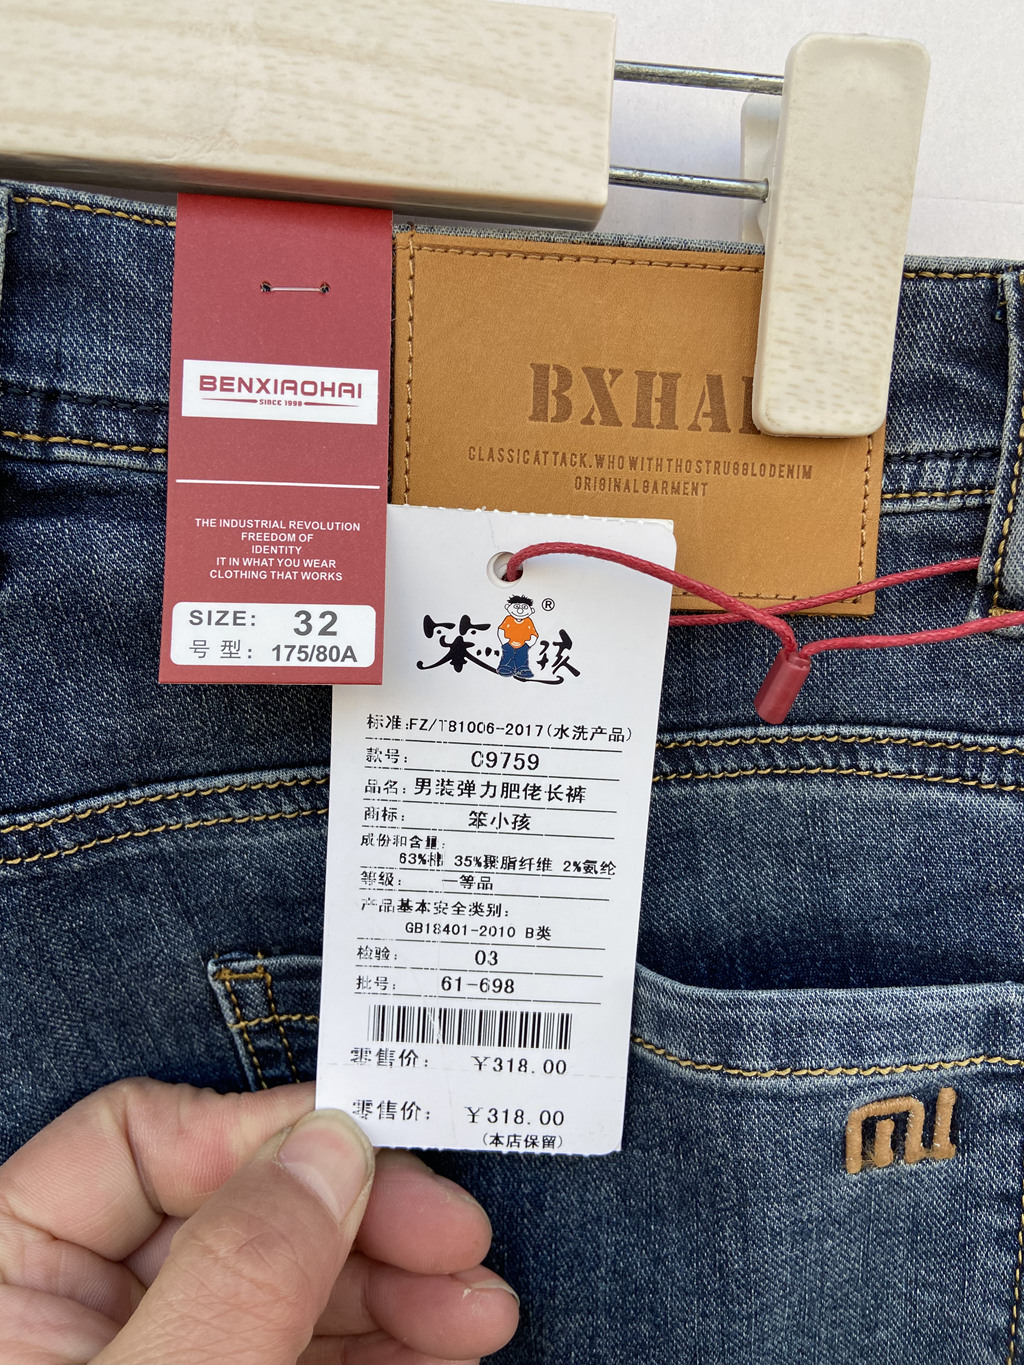 BENXIAOHAI
SINCE 1998
THE INDUSTRIAL REVOLUTION
FREEDOM OF
IDENTITY
IT IN WHAT YOU WEAR
CLOTHING THAT WORKS
SIZE: 32
号型: 175/80A
BXHA
CLASSICATTACK.WHOWITHTHOSTRUGGLODENIM
ORIGINALGARMENT
笨小孩®
标准:FZ/T81006-2017(水洗产品)
款号: C9759
品名: 男装弹力肥佬长裤
商标: 笨小孩
成份和含量:
63%棉 35%聚脂纤维 2%氨纶
等级: 一等品
产品基本安全类别:
GB18401-2010 B类
检验: 03
批号: 61-698
零售价: ¥318.00
零售价: ¥318.00
(本店保留)